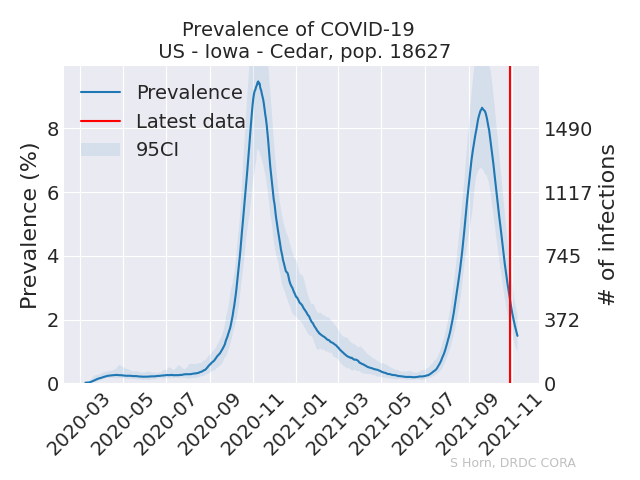 Prevalence of COVID-19
US - Iowa - Cedar, pop. 18627
Prevalence
Latest data
95CI
Prevalence (%)
8
6
4
2
0
1490
1117
745
372
0
# of infections
2020-03
2020-05
2020-07
2020-09
2020-11
2021-01
2021-03
2021-05
2021-07
2021-09
2021-11
S Horn, DRDC CORA